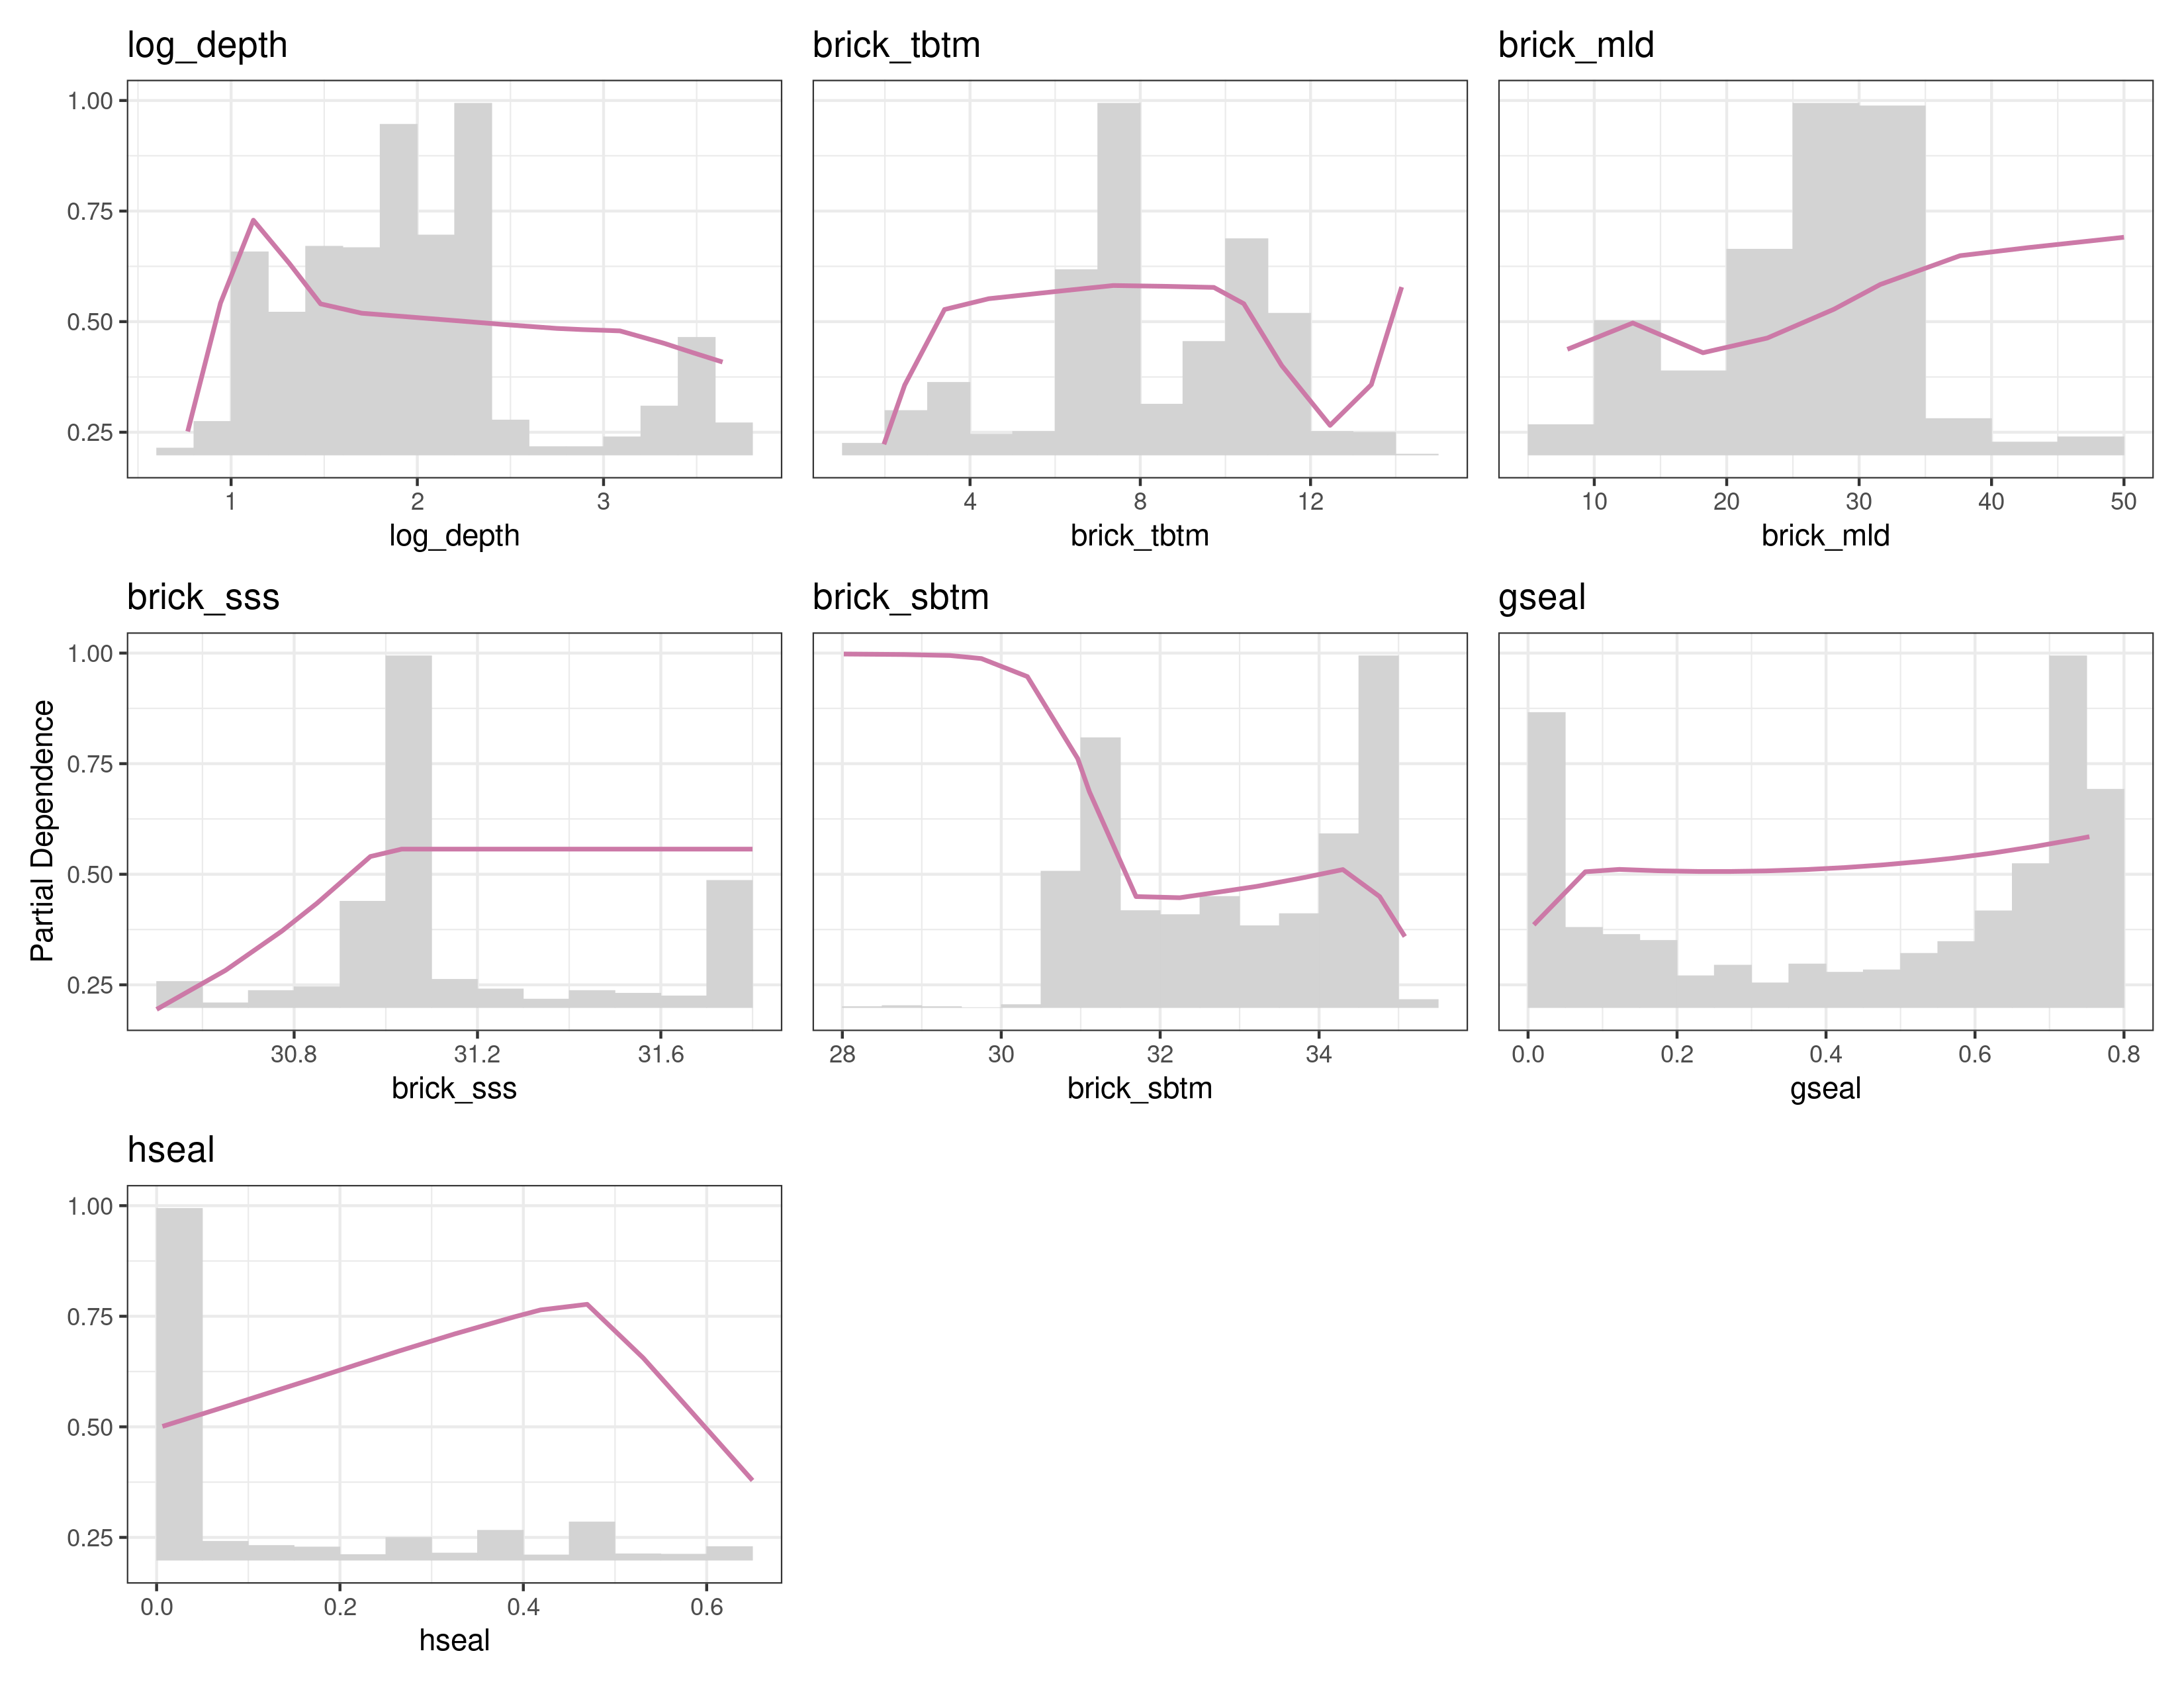 log_depth
brick_tbtm
brick_mld
1.00
0.75
0.50
0.25
1 2 3
4 8 12
10 20 30 40 50
log_depth
brick_tbtm
brick_mld
brick_sss
brick_sbtm
gseal
Partial Dependence
1.00
0.75
0.50
0.25
30.8 31.2 31.6
28 30 32 34
0.0 0.2 0.4 0.6 0.8
brick_sss
brick_sbtm
gseal
hseal
1.00
0.75
0.50
0.25
0.0 0.2 0.4 0.6
hseal